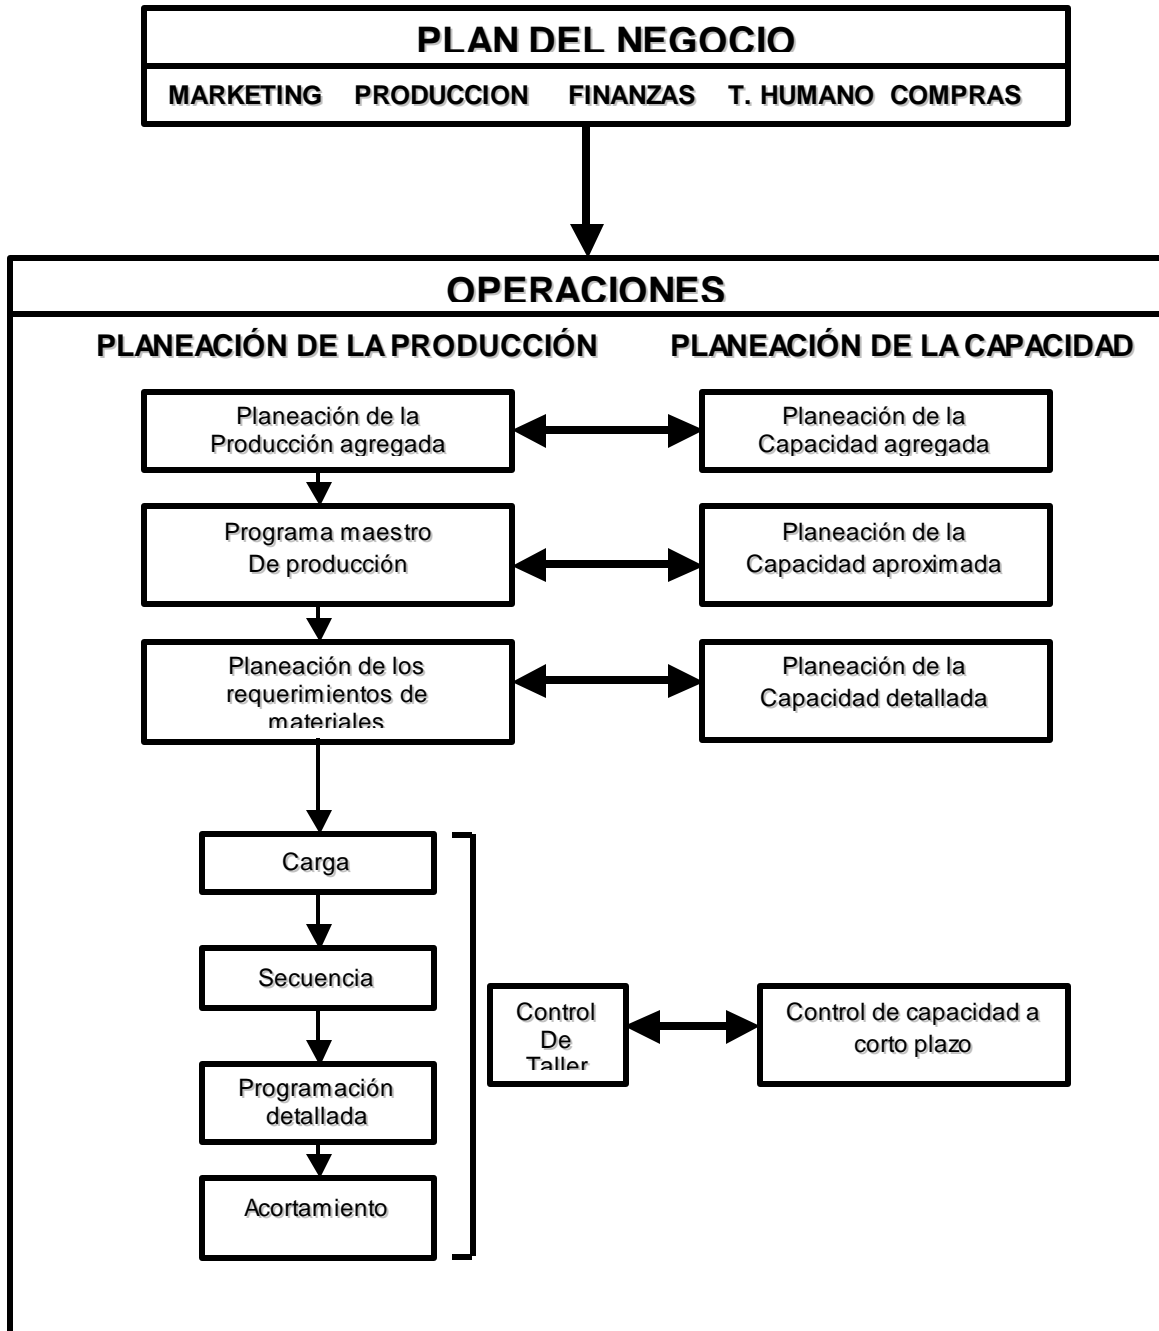 PLAN DEL NEGOCIO
MARKETING PRODUCCION FINANZAS T. HUMANO COMPRAS
OPERACIONES
PLANEACIÓN DE LA PRODUCCIÓN
PLANEACIÓN DE LA CAPACIDAD
Planeación de la
Producción agregada
Planeación de la
Capacidad agregada
Programa maestro
De producción
Planeación de la
Capacidad aproximada
Planeación de los
requerimientos de
materiales
Planeación de la
Capacidad detallada
Carga
Secuencia
Programación
detallada
Acortamiento
Control
De
Taller
Control de capacidad a
corto plazo